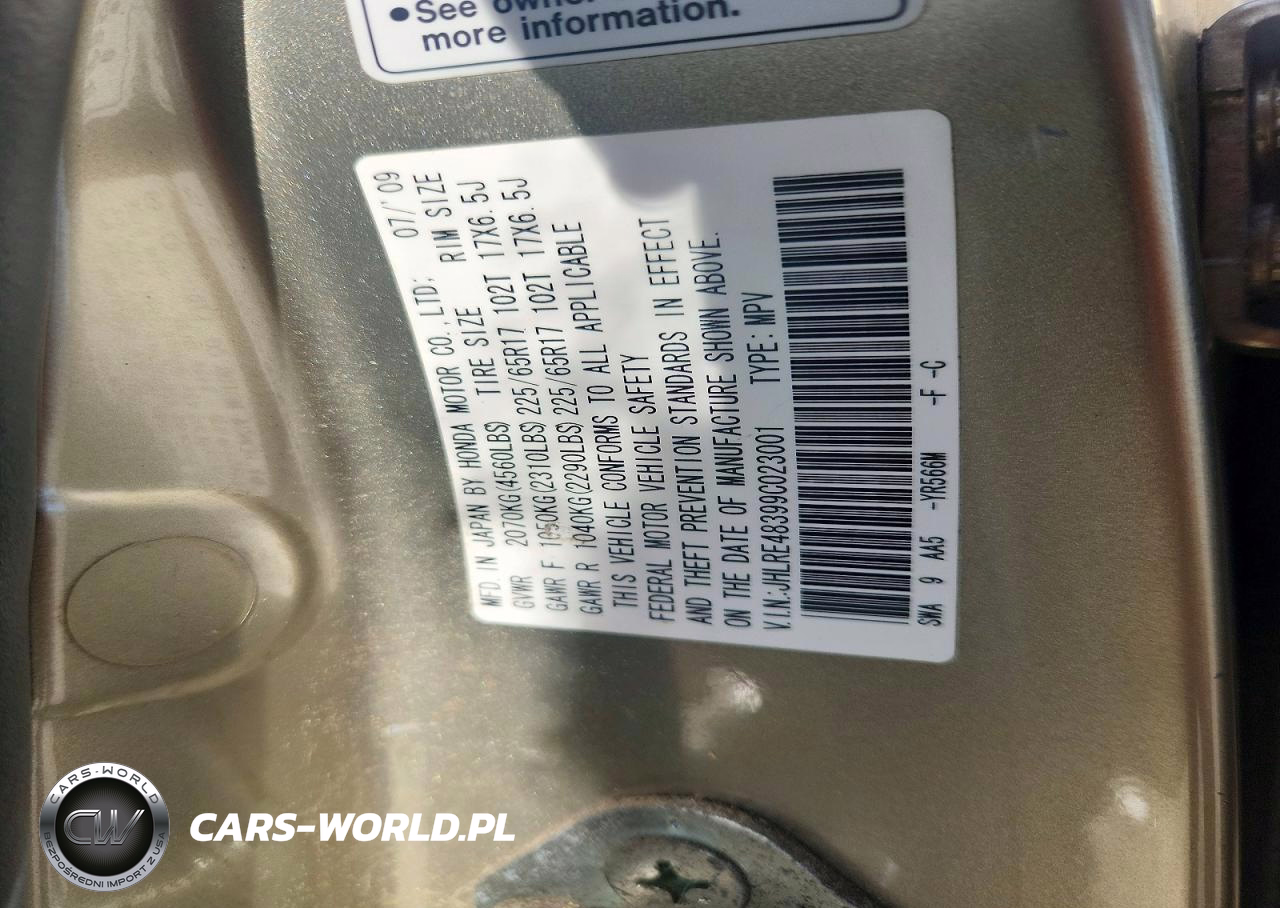 • See owner
more information.
MFD. IN JAPAN BY HONDA MOTOR CO., LTD. 07/'09
GVWR 2070KG(4560LBS) TIRE SIZE RIM SIZE
GAWR F 1050KG(2310LBS) 225/65R17 102T 17X6.5J
GAWR R 1040KG(2290LBS) 225/65R17 102T 17X6.5J
THIS VEHICLE CONFORMS TO ALL APPLICABLE
FEDERAL MOTOR VEHICLE SAFETY
AND THEFT PREVENTION STANDARDS IN EFFECT
ON THE DATE OF MANUFACTURE SHOWN ABOVE.
V.I.N.:JHLRE48399C023001 TYPE: MPV
SWA 9 AA5 -YR566M -F -C
CARS-WORLD
CW
BEZPOŚREDNI IMPORT Z USA
CARS-WORLD.PL